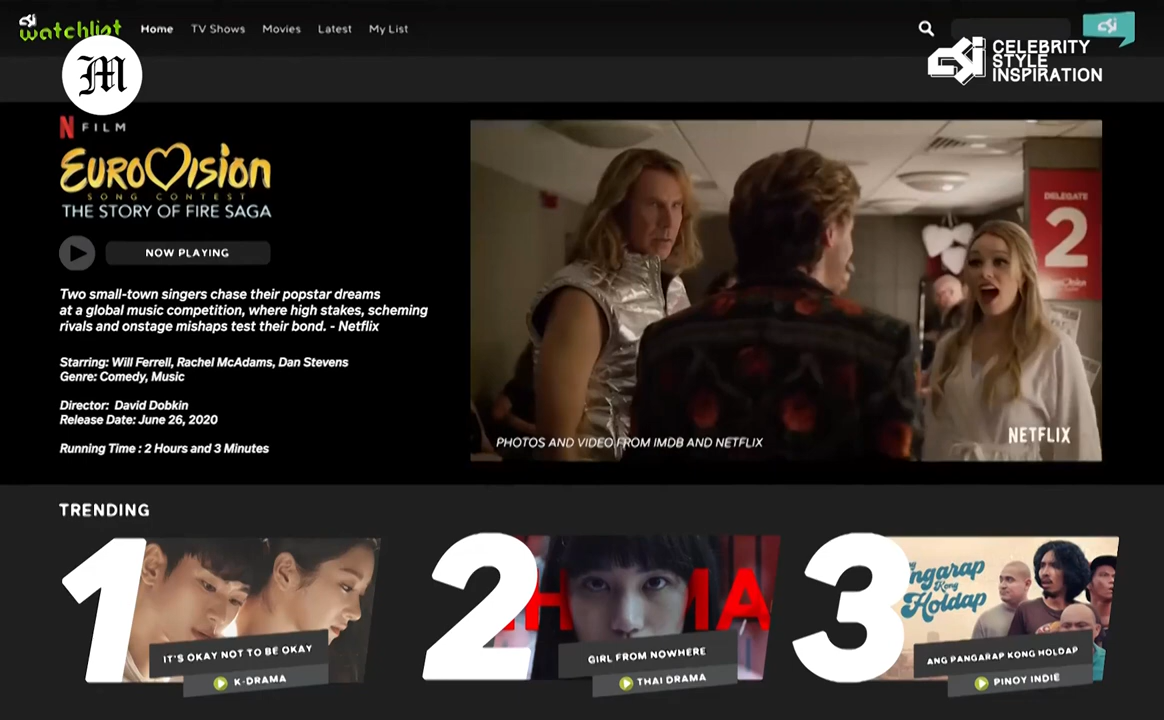 CSI
watchlist
Home TV Shows Movies Latest My List
CSI
M
CSI CELEBRITY
STYLE
INSPIRATION
N FILM
EUROVISION
SONG CONTEST
THE STORY OF FIRE SAGA
NOW PLAYING
Two small-town singers chase their popstar dreams
at a global music competition, where high stakes, scheming
rivals and onstage mishaps test their bond. - Netflix
Starring: Will Ferrell, Rachel McAdams, Dan Stevens
Genre: Comedy, Music
Director: David Dobkin
Release Date: June 26, 2020
Running Time : 2 Hours and 3 Minutes
DELEGATE
2
PHOTOS AND VIDEO FROM IMDB AND NETFLIX
NETFLIX
TRENDING
1
IT'S OKAY NOT TO BE OKAY
K-DRAMA
2
GIRL FROM NOWHERE
THAI DRAMA
3
ngarap
Kong
Holdap
ANG PANGARAP KONG HOLDAP
PINOY INDIE